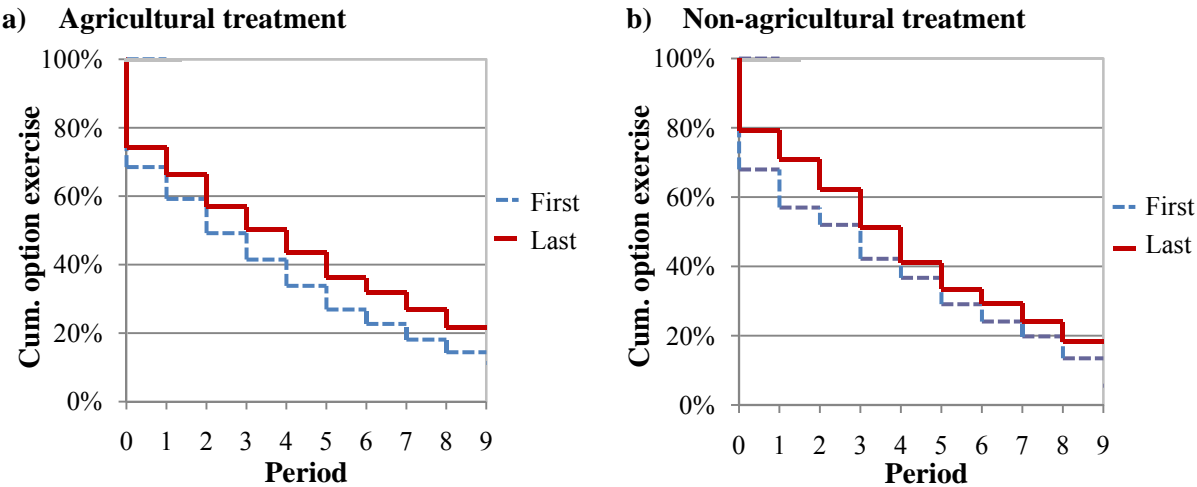 a) Agricultural treatment
Cum. option exercise
100%
80%
60%
40%
20%
0%
0 1 2 3 4 5 6 7 8 9
Period
First
Last
b) Non-agricultural treatment
Cum. option exercise
100%
80%
60%
40%
20%
0%
0 1 2 3 4 5 6 7 8 9
Period
First
Last